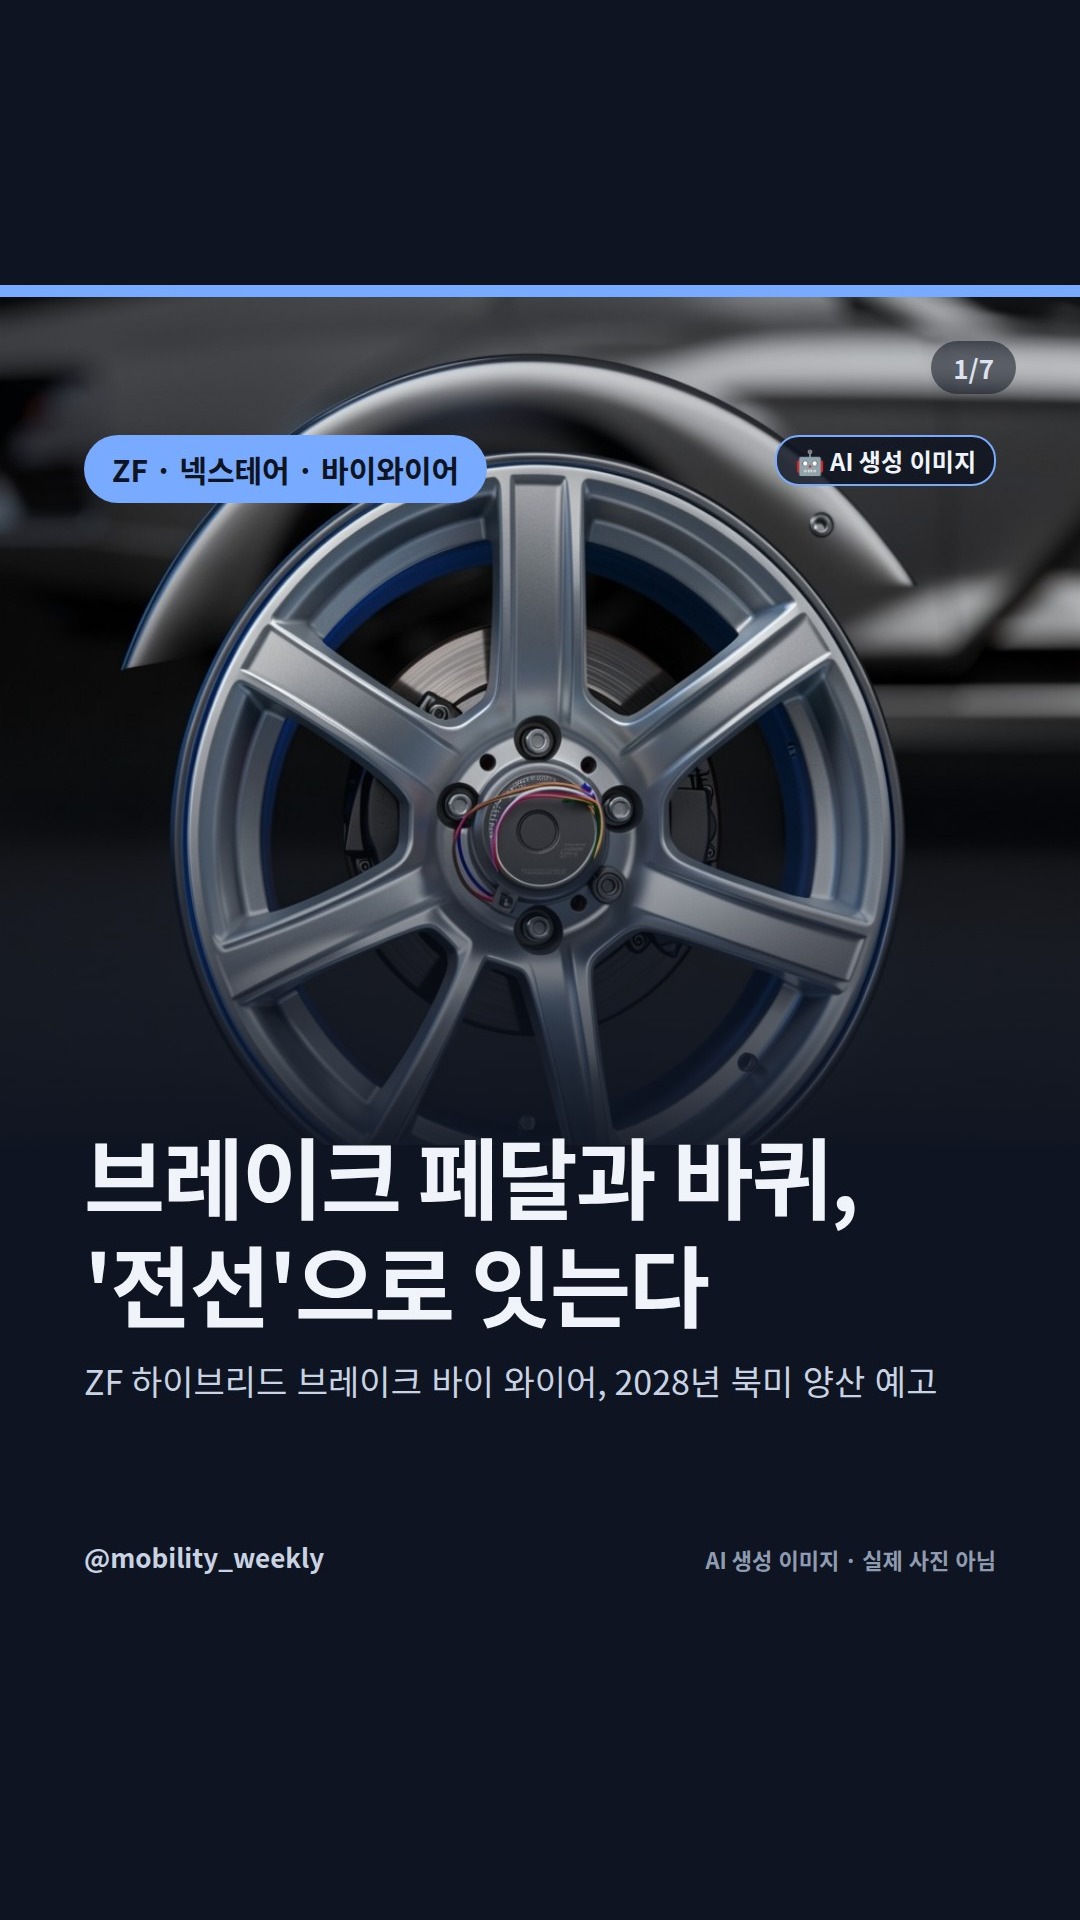 1/7
ZF · 넥스테어 · 바이와이어
🤖 AI 생성 이미지
브레이크 페달과 바퀴,
'전선'으로 잇는다
ZF 하이브리드 브레이크 바이 와이어, 2028년 북미 양산 예고
@mobility_weekly
AI 생성 이미지 · 실제 사진 아님